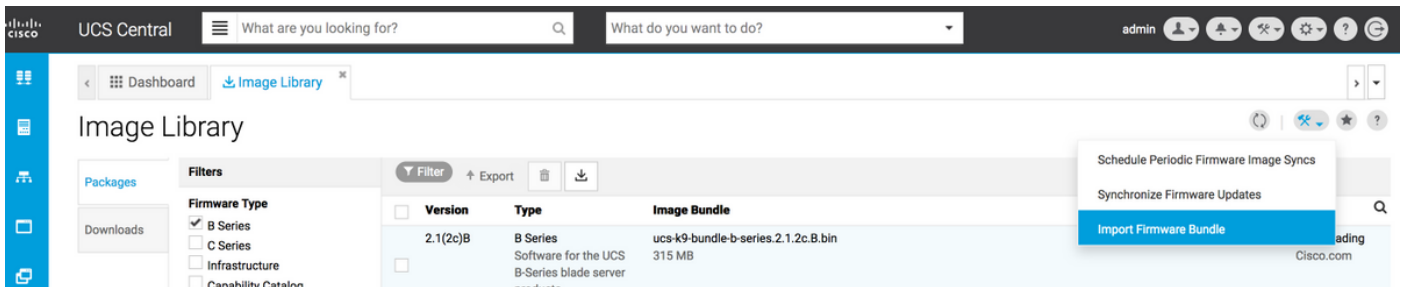 CISCO
UCS Central
What are you looking for?
What do you want to do?
admin
?
Dashboard
Image Library
Image Library
?
Schedule Periodic Firmware Image Syncs
Synchronize Firmware Updates
Import Firmware Bundle
Packages
Downloads
Filters
Firmware Type
B Series
C Series
Infrastructure
Capability Catalog
Filter
Export
Version
Type
Image Bundle
2.1(2c)B
B Series
Software for the UCS
B-Series blade server
ucs-k9-bundle-b-series.2.1.2c.B.bin
315 MB
ading
Cisco.com